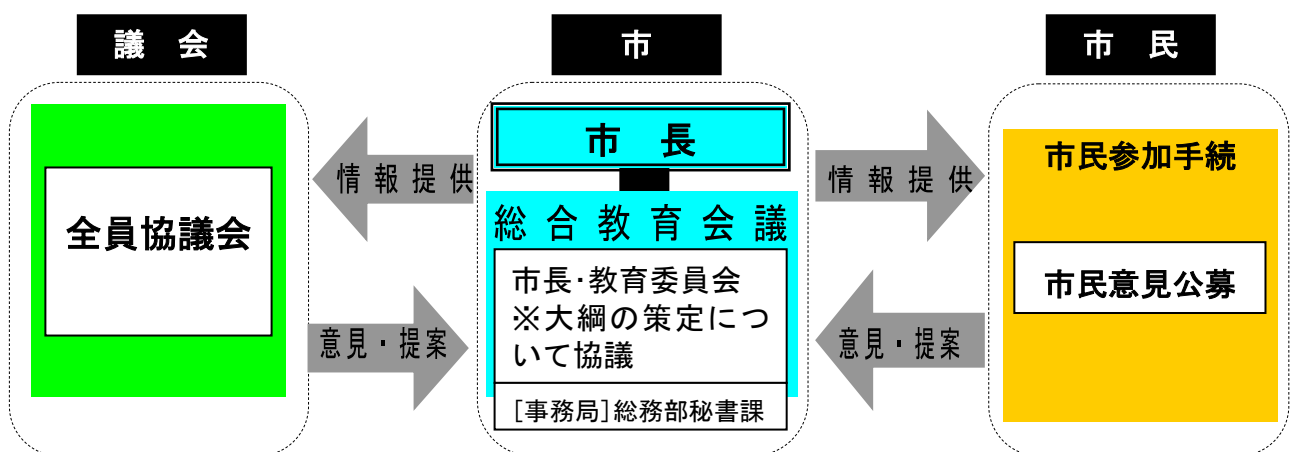 議 会
全員協議会
情報提供
意見・提案
市
市 長
総合教育会議
市長・教育委員会
※大綱の策定につ
いて協議
[事務局]総務部秘書課
情報提供
意見・提案
市 民
市民参加手続
市民意見公募